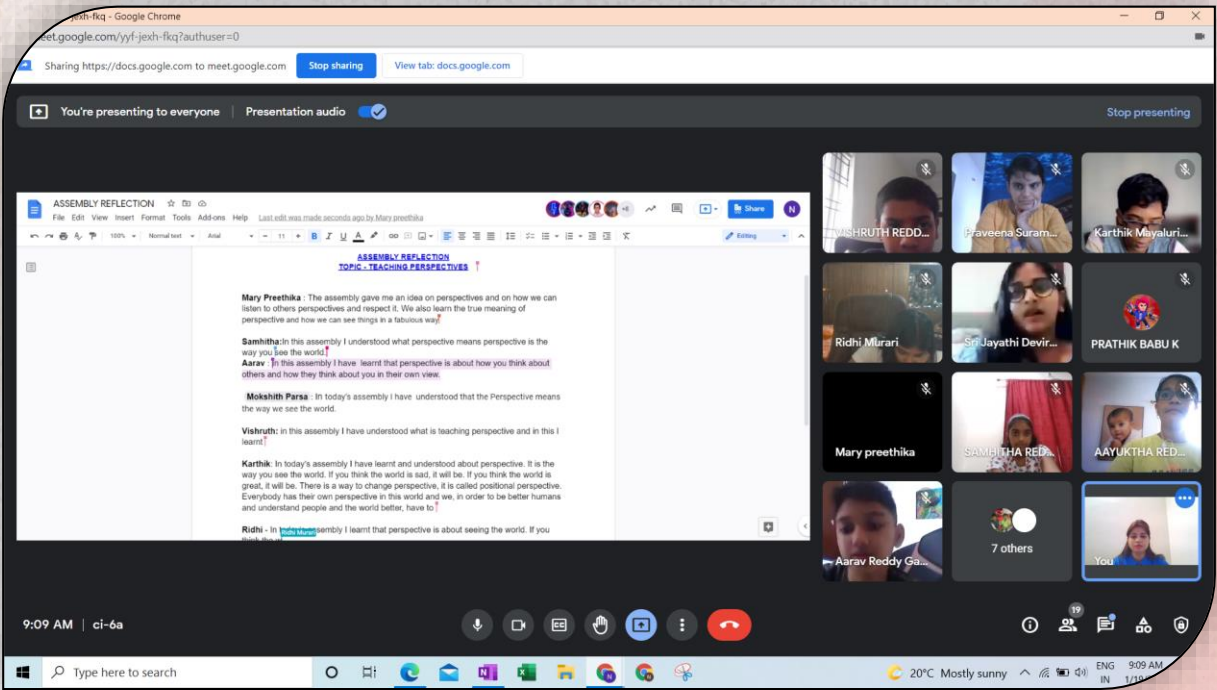 jexh-fkq - Google Chrome
meet.google.com/yyf-jexh-fkq?authuser=0
Sharing https://docs.google.com to meet.google.com Stop sharing View tab: docs.google.com
You're presenting to everyone Presentation audio Stop presenting
ASSEMBLY REFLECTION
File Edit View Insert Format Tools Add-ons Help Last edit was made seconds ago by Mary preethika
Share N
100% Normal text Arial 11 B I U A Editing
ASSEMBLY REFLECTION
TOPIC - TEACHING PERSPECTIVES
Mary Preethika : The assembly gave me an idea on perspectives and on how we can
listen to others perspectives and respect it. We also learn the true meaning of
perspective and how we can see things in a fabulous way
Samhitha:In this assembly I understood what perspective means perspective is the
way you see the world.
Aarav : In this assembly I have learnt that perspective is about how you think about
others and how they think about you in their own view.
Mokshith Parsa : In today's assembly i have understood that the Perspective means
the way we see the world.
Vishruth: in this assembly I have understood what is teaching perspective and in this I
learnt
Karthik: In today's assembly I have learnt and understood about perspective. It is the
way you see the world. If you think the world is sad, it will be. If you think the world is
great, it will be. There is a way to change perspective, it is called positional perspective.
Everybody has their own perspective in this world and we, in order to be better humans
and understand people and the world better, have to
Ridhi - In assembly I learnt that perspective is about seeing the world. If you
Ridhi Murari
think the
VISHRUTH REDD...
Praveena Suram...
Karthik Mayaluri...
Ridhi Murari
Sri Jayathi Devir...
PRATHIK BABU K
Mary preethika
SAMHITHA RED...
AAYUKTHA RED...
Aarav Reddy Ga...
7 others
You
9:09 AM | ci-6a
CC
19
Type here to search
20°C Mostly sunny
ENG
IN
9:09 AM